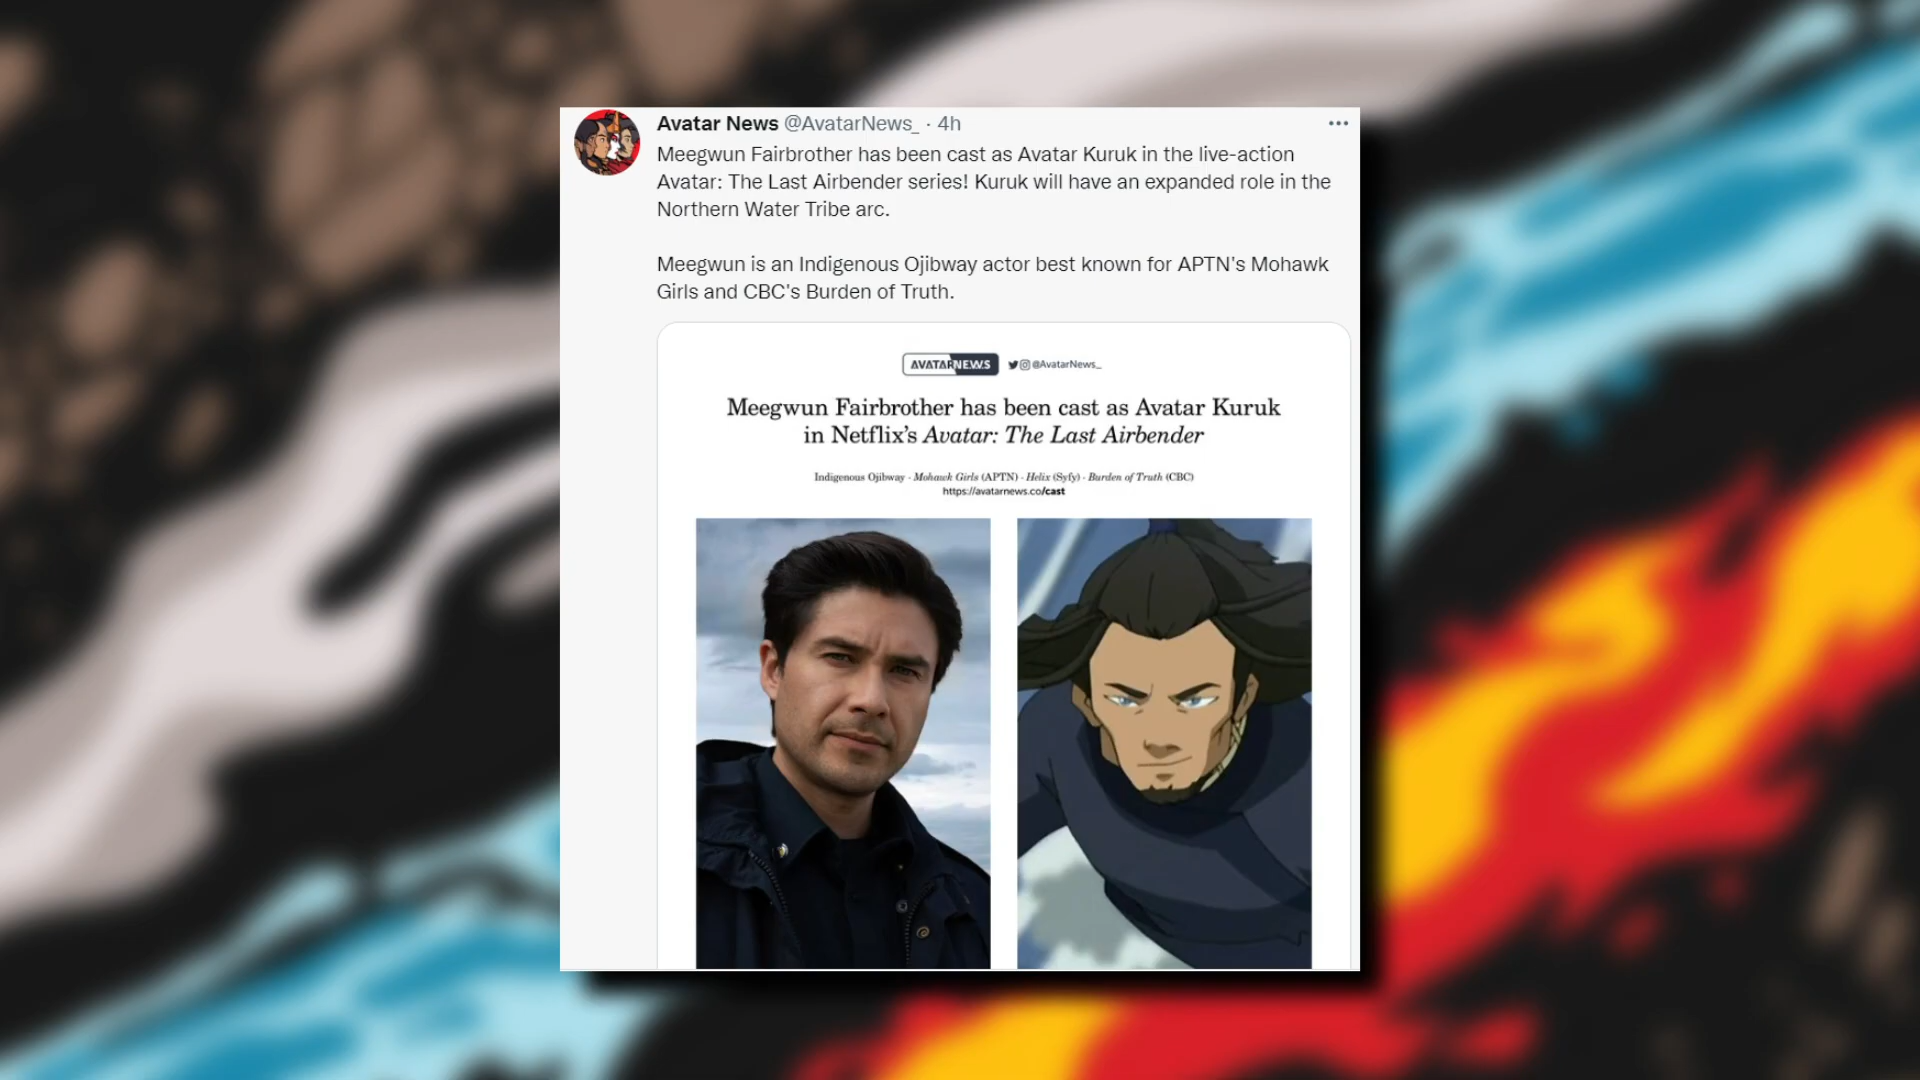 Avatar News @AvatarNews_ · 4h
Meegwun Fairbrother has been cast as Avatar Kuruk in the live-action
Avatar: The Last Airbender series! Kuruk will have an expanded role in the
Northern Water Tribe arc.
Meegwun is an Indigenous Ojibway actor best known for APTN's Mohawk
Girls and CBC's Burden of Truth.
AVATARNEWS @AvatarNews_
Meegwun Fairbrother has been cast as Avatar Kuruk
in Netflix’s Avatar: The Last Airbender
Indigenous Ojibway · Mohawk Girls (APTN) · Helix (Syfy) · Burden of Truth (CBC)
https://avatarnews.co/cast